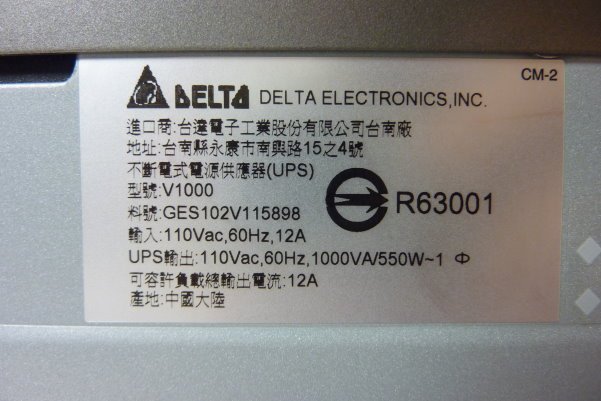 CM-2
DELTA DELTA ELECTRONICS,INC.
進口商:台達電子工業股份有限公司台南廠
地址:台南縣永康市南興路15之4號
不斷電式電源供應器(UPS)
型號:V1000
料號:GES102V115898
R63001
輸入:110Vac,60Hz,12A
UPS輸出:110Vac,60Hz,1000VA/550W~1 Φ
可容許負載總輸出電流:12A
產地:中國大陸